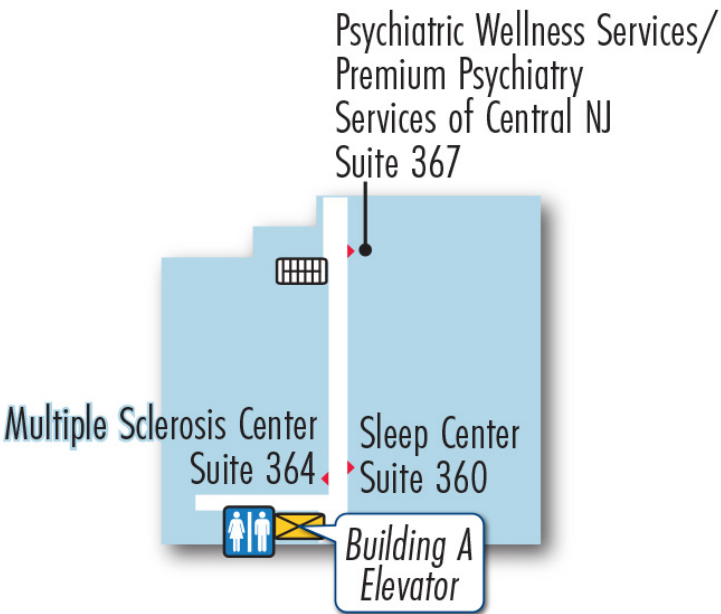 Psychiatric Wellness Services/
Premium Psychiatry
Services of Central NJ
Suite 367
Multiple Sclerosis Center
Suite 364
Sleep Center
Suite 360
Building A
Elevator